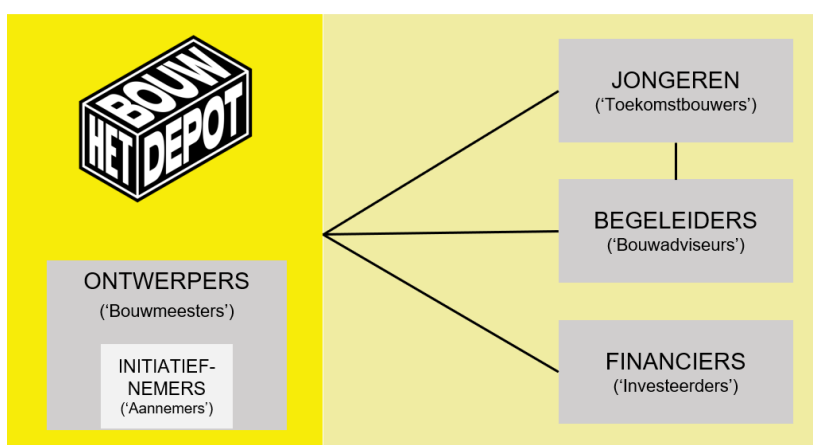 HET
BOUW
DEPOT
ONTWERPERS
(‘Bouwmeesters’)
INITIATIEF-
NEMERS
(‘Aannemers’)
JONGEREN
(‘Toekomstbouwers’)
BEGELEIDERS
(‘Bouwadviseurs’)
FINANCIERS
(‘Investeerders’)